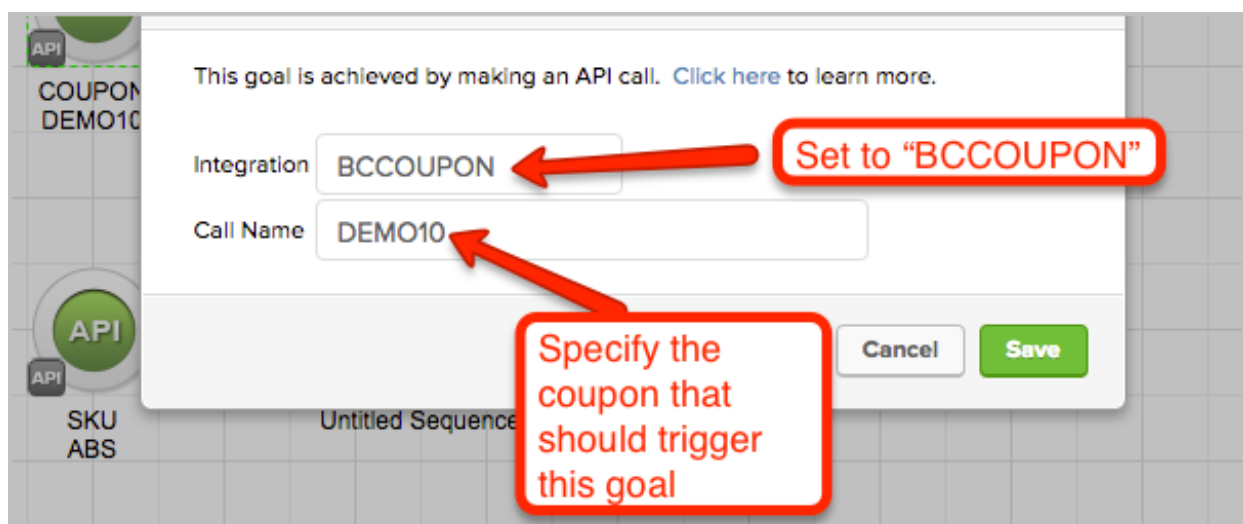 API
COUPON
DEMO10
This goal is achieved by making an API call. Click here to learn more.
Integration BCCOUPON
Set to “BCCOUPON”
Call Name DEMO10
Specify the
coupon that
should trigger
this goal
Cancel Save
API
API
SKU
ABS
Untitled Sequence